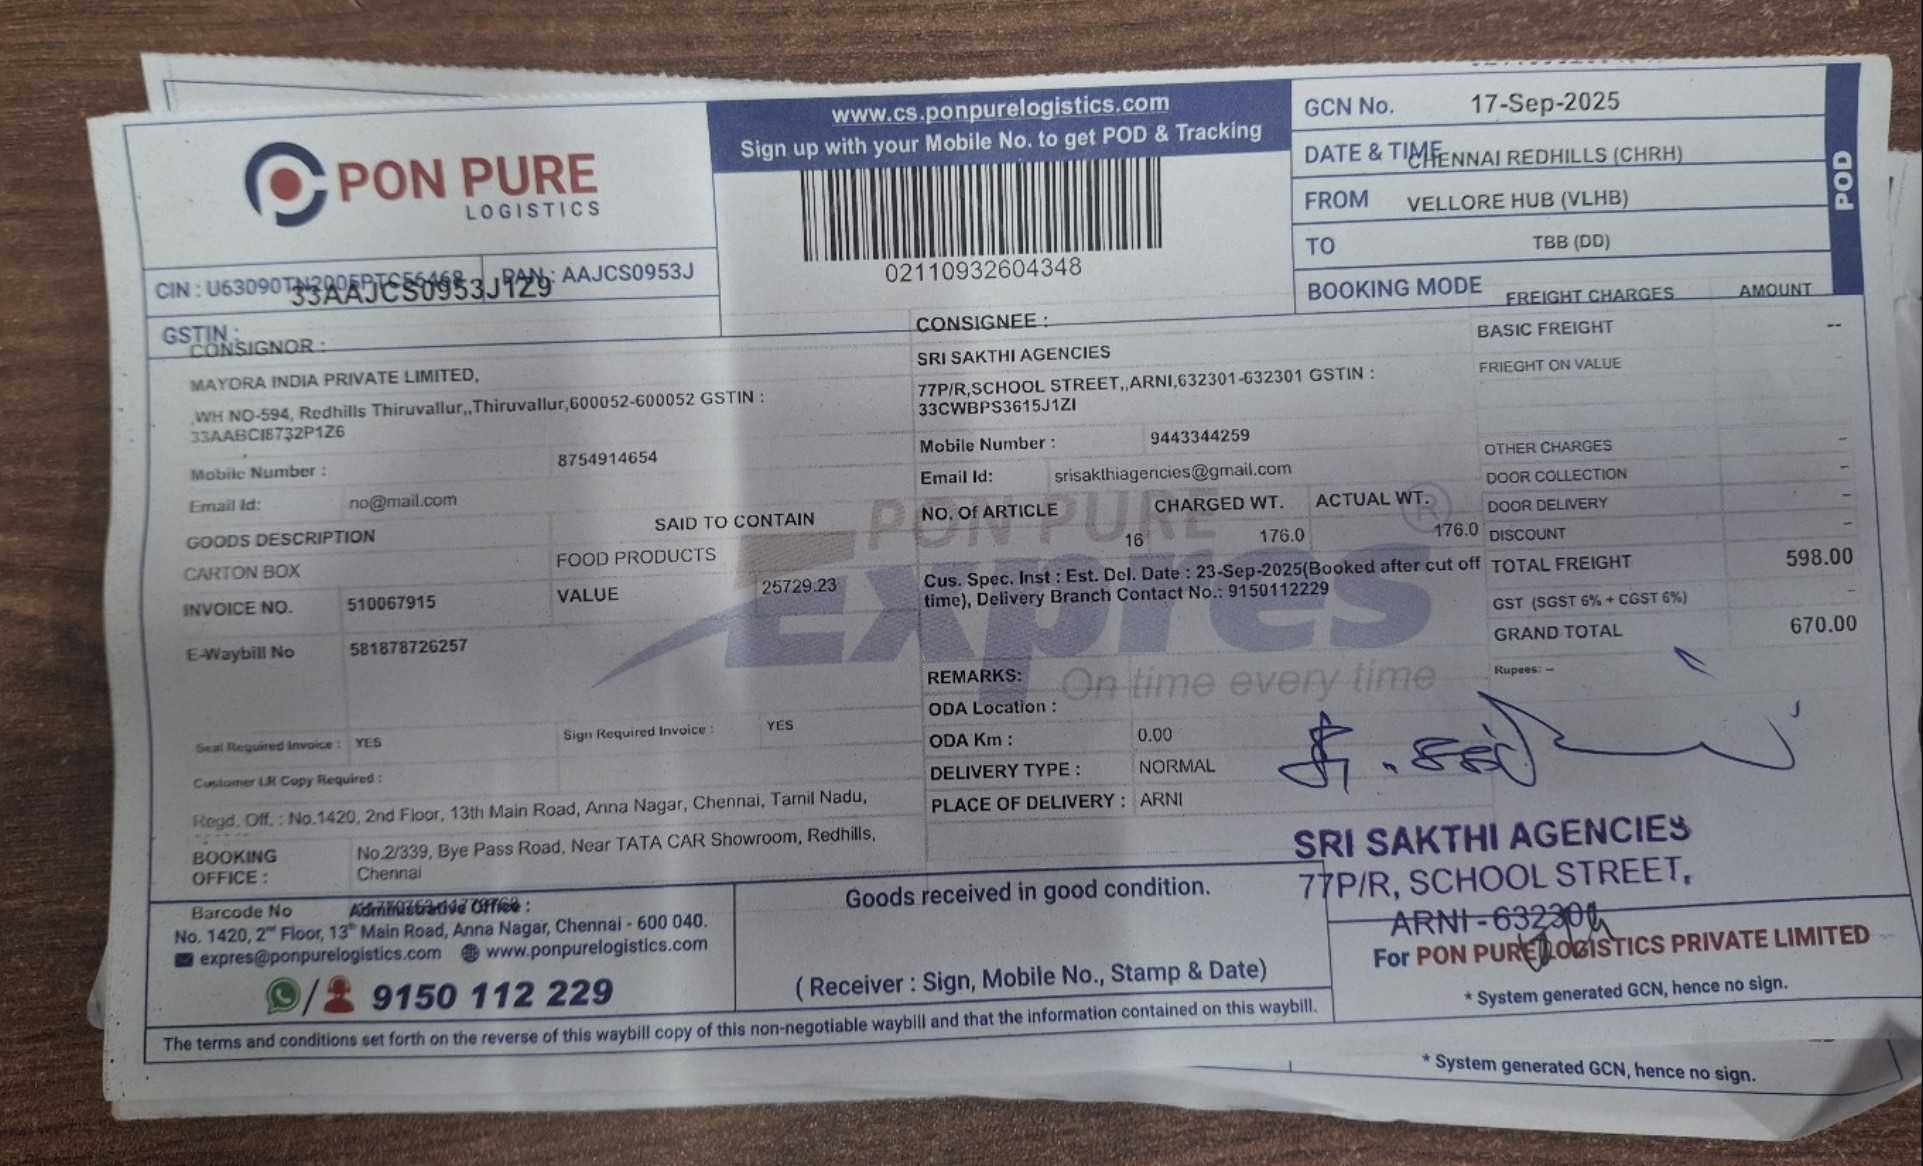 PON PURE
LOGISTICS
www.cs.ponpurelogistics.com
Sign up with your Mobile No. to get POD & Tracking
02110932604348
GCN No. 17-Sep-2025
DATE & TIME CHENNAI REDHILLS (CHRH)
FROM VELLORE HUB (VLHB)
TO TBB (DD)
BOOKING MODE
POD
CIN : U63090TN2005PTC56468 PAN : AAJCS0953J
33AAJCS0953J1Z9
GSTIN :
CONSIGNOR :
MAYORA INDIA PRIVATE LIMITED,
,WH NO-594, Redhills Thiruvallur,,Thiruvallur,600052-600052 GSTIN :
33AABCI8732P1Z6
Mobile Number : 8754914654
Email Id: no@mail.com
GOODS DESCRIPTION SAID TO CONTAIN
CARTON BOX FOOD PRODUCTS
INVOICE NO. 510067915 VALUE 25729.23
E-Waybill No 581878726257
Seal Required Invoice : YES Sign Required Invoice : YES
Customer LR Copy Required :
Regd. Off. : No.1420, 2nd Floor, 13th Main Road, Anna Nagar, Chennai, Tamil Nadu,
BOOKING OFFICE : No.2/339, Bye Pass Road, Near TATA CAR Showroom, Redhills,
Chennai
CONSIGNEE :
SRI SAKTHI AGENCIES
77P/R,SCHOOL STREET,,ARNI,632301-632301 GSTIN :
33CWBPS3615J1ZI
Mobile Number : 9443344259
Email Id: srisakthiagencies@gmail.com
NO. Of ARTICLE CHARGED WT. ACTUAL WT.
16 176.0 176.0
Cus. Spec. Inst : Est. Del. Date : 23-Sep-2025(Booked after cut off
time), Delivery Branch Contact No.: 9150112229
PON PURE
Expres
On time every time
REMARKS:
ODA Location :
ODA Km : 0.00
DELIVERY TYPE : NORMAL
PLACE OF DELIVERY : ARNI
FREIGHT CHARGES AMOUNT
BASIC FREIGHT --
FRIEGHT ON VALUE -
OTHER CHARGES -
DOOR COLLECTION -
DOOR DELIVERY -
DISCOUNT -
TOTAL FREIGHT 598.00
GST (SGST 6% + CGST 6%) -
GRAND TOTAL 670.00
Rupees: --
SRI SAKTHI AGENCIES
77P/R, SCHOOL STREET,
ARNI - 632301
Barcode No
Administrative Office :
No. 1420, 2nd Floor, 13th Main Road, Anna Nagar, Chennai - 600 040.
expres@ponpurelogistics.com www.ponpurelogistics.com
/ 9150 112 229
Goods received in good condition.
( Receiver : Sign, Mobile No., Stamp & Date)
For PON PURE LOGISTICS PRIVATE LIMITED
* System generated GCN, hence no sign.
The terms and conditions set forth on the reverse of this waybill copy of this non-negotiable waybill and that the information contained on this waybill.
* System generated GCN, hence no sign.